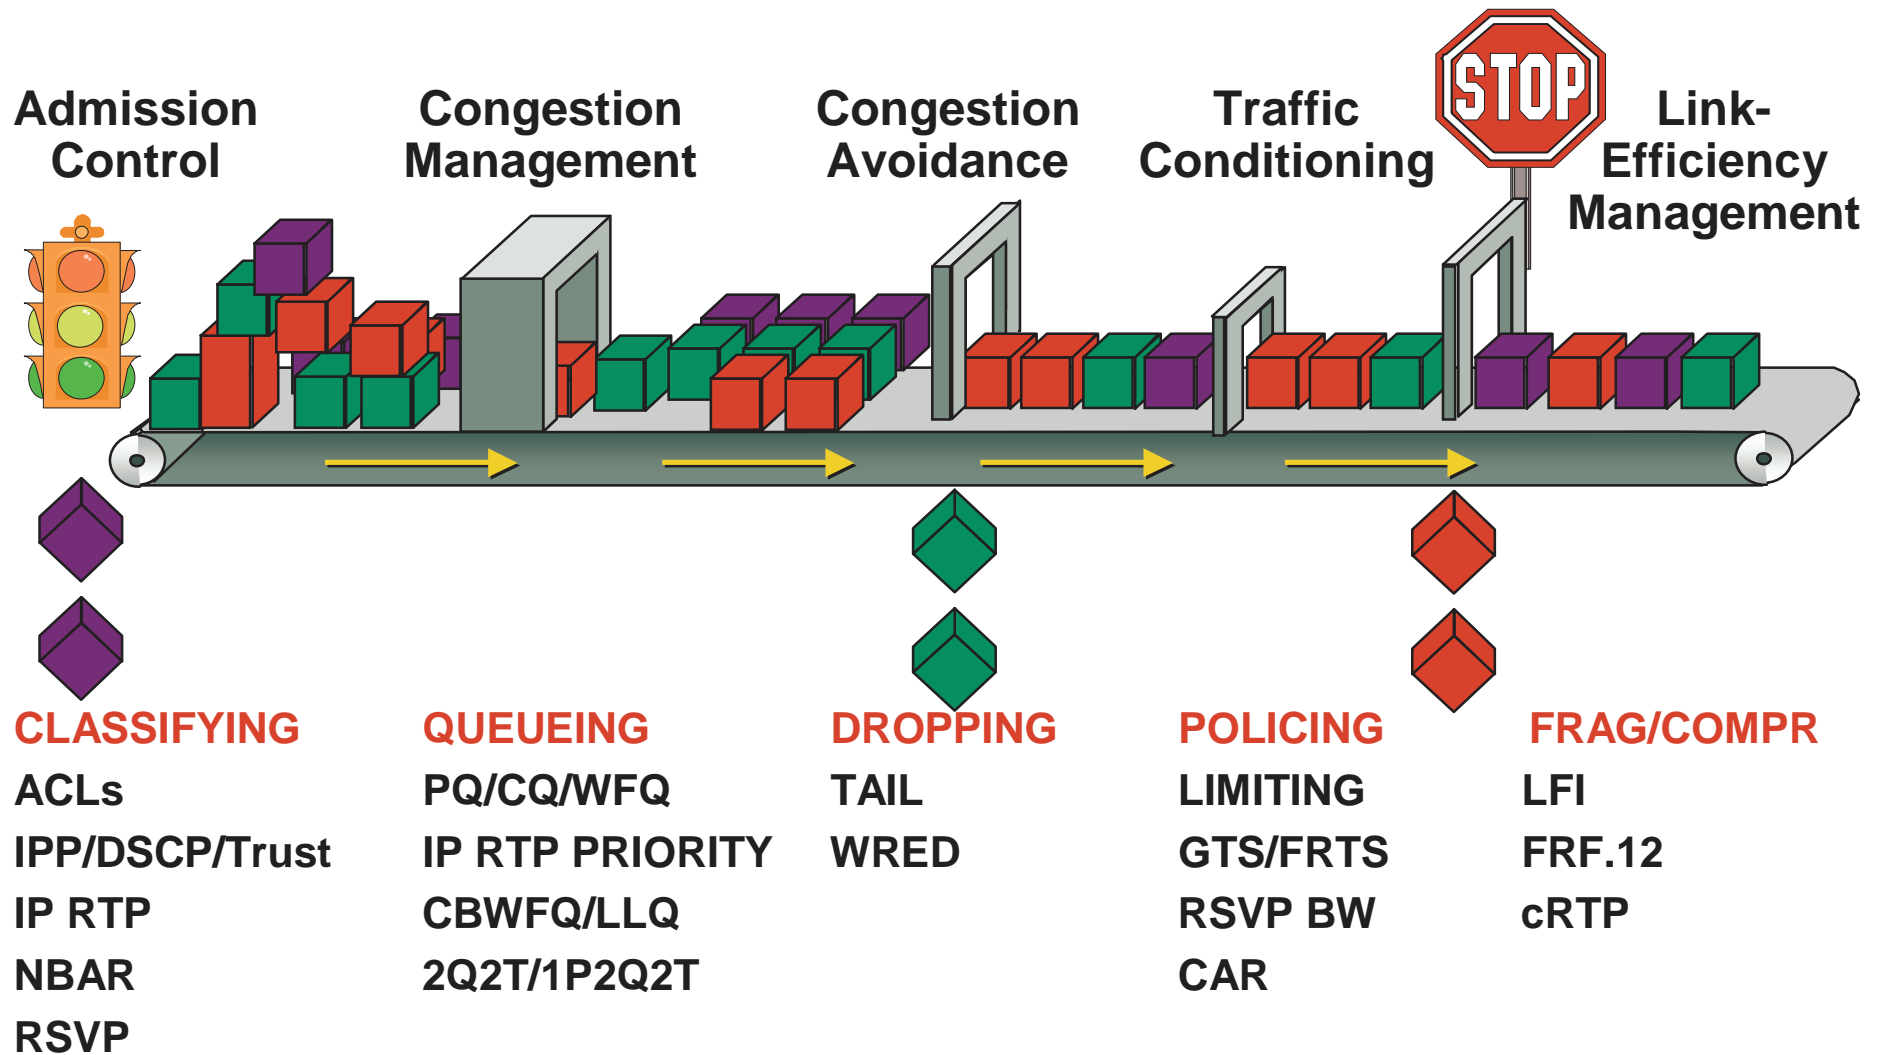 STOP
Admission
Control
Congestion
Management
Congestion
Avoidance
Traffic
Conditioning
Link-
Efficiency
Management
CLASSIFYING
ACLs
IPP/DSCP/Trust
IP RTP
NBAR
RSVP
QUEUEING
PQ/CQ/WFQ
IP RTP PRIORITY
CBWFQ/LLQ
2Q2T/1P2Q2T
DROPPING
TAIL
WRED
POLICING
LIMITING
GTS/FRTS
RSVP BW
CAR
FRAG/COMPR
LFI
FRF.12
cRTP